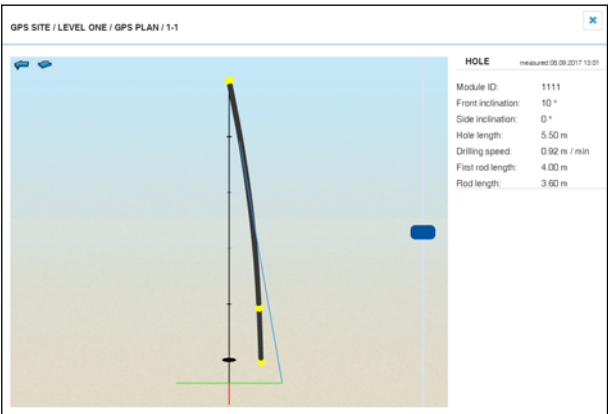 GPS SITE / LEVEL ONE / GPS PLAN / 1-1
HOLE measured:08.09.2017 13:01
Module ID: 1111
Front inclination: 10 °
Side inclination: 0 °
Hole length: 5.50 m
Drilling speed: 0.92 m / min
First rod length: 4.00 m
Rod length: 3.60 m